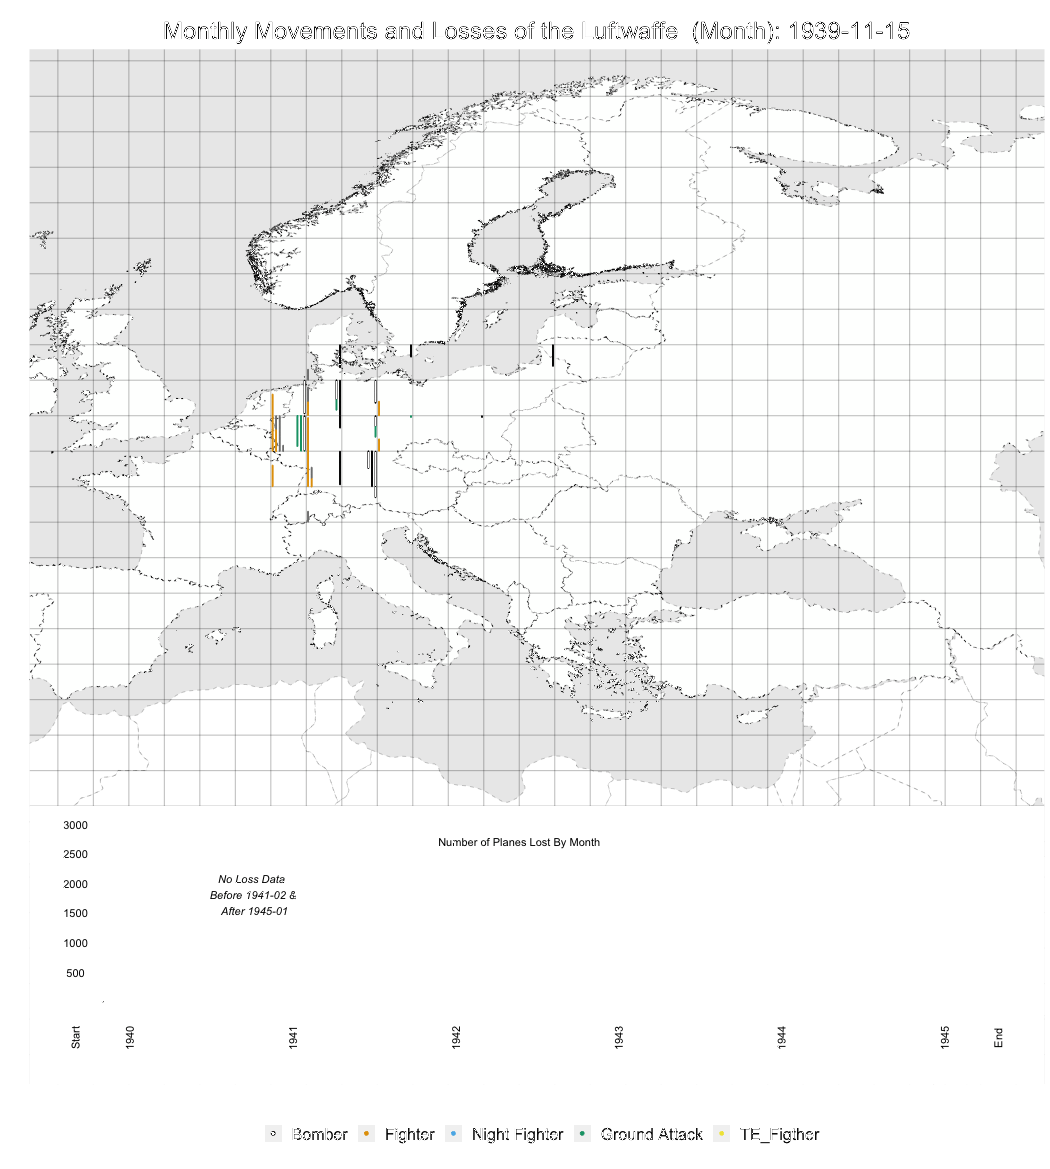 Monthly Movements and Losses of the Luftwaffe (Month): 1939-11-15
3000
Number of Planes Lost By Month
2500
No Loss Data
2000
Before 1941-02 &
After 1945-01
1500
1000
500
Start
1940
1941
1942
1943
1944
1945
End
Bomber Fighter Night Fighter Ground Attack TE_Figther